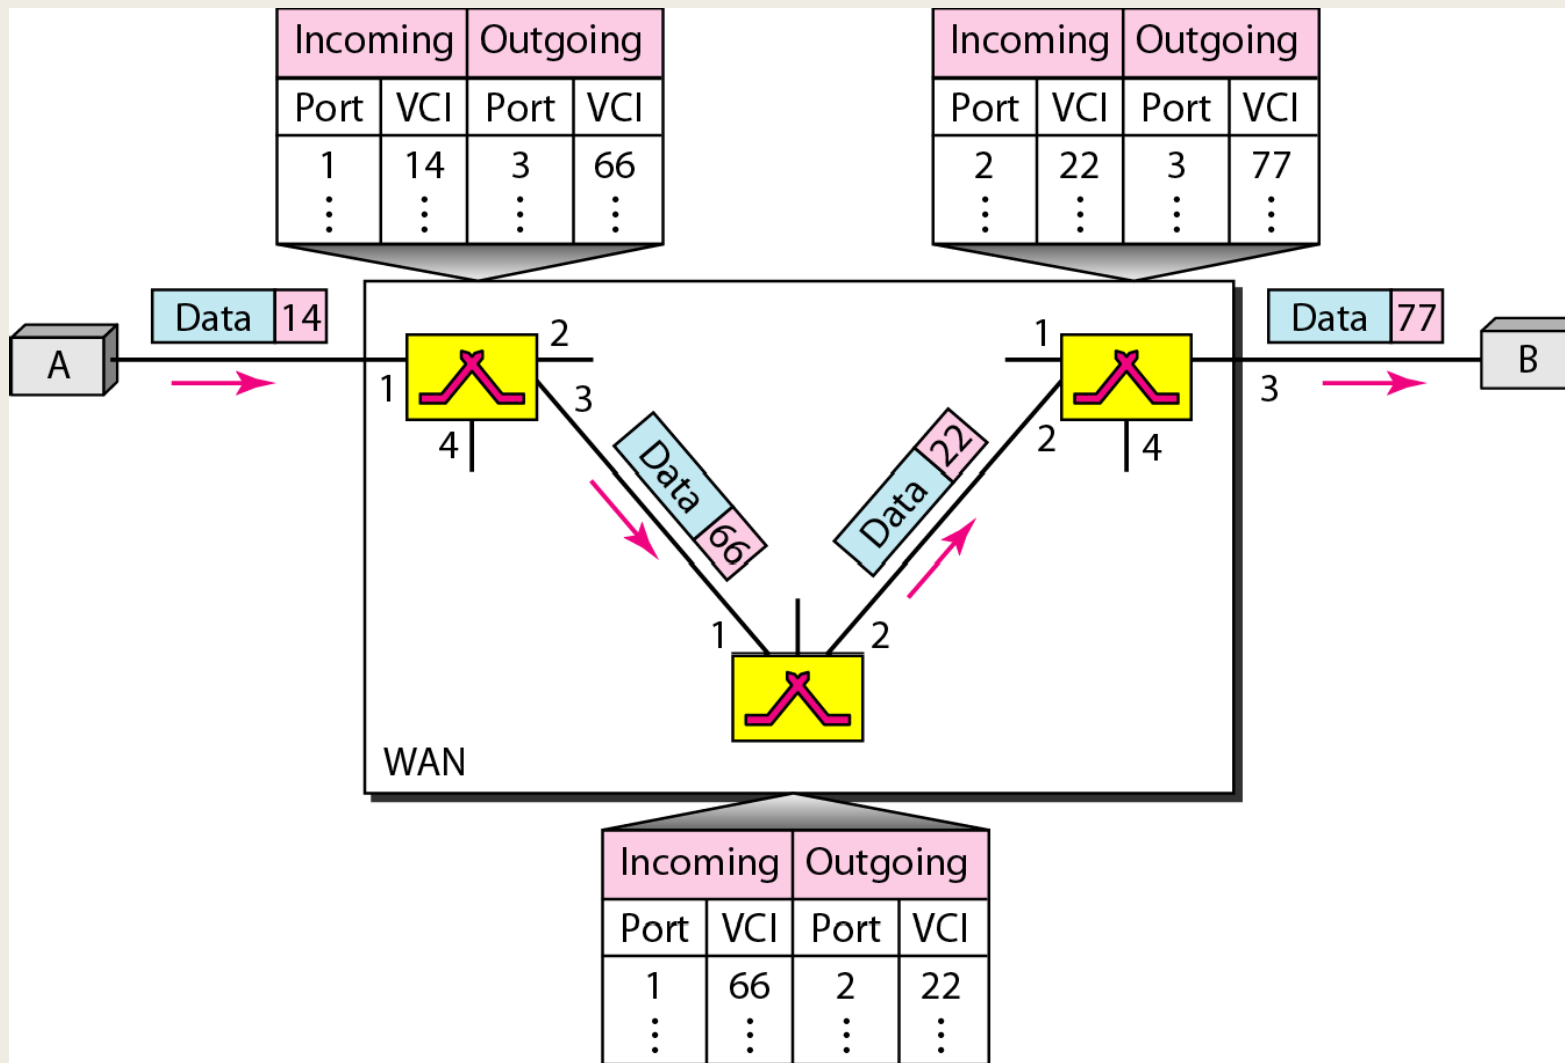 Incoming Outgoing
Port VCI Port VCI
1 14 3 66
⋮ ⋮ ⋮ ⋮
Incoming Outgoing
Port VCI Port VCI
2 22 3 77
⋮ ⋮ ⋮ ⋮
A
Data 14
1
2
3
4
Data 66
1
2
Data 22
1
2
4
3
Data 77
B
WAN
Incoming Outgoing
Port VCI Port VCI
1 66 2 22
⋮ ⋮ ⋮ ⋮